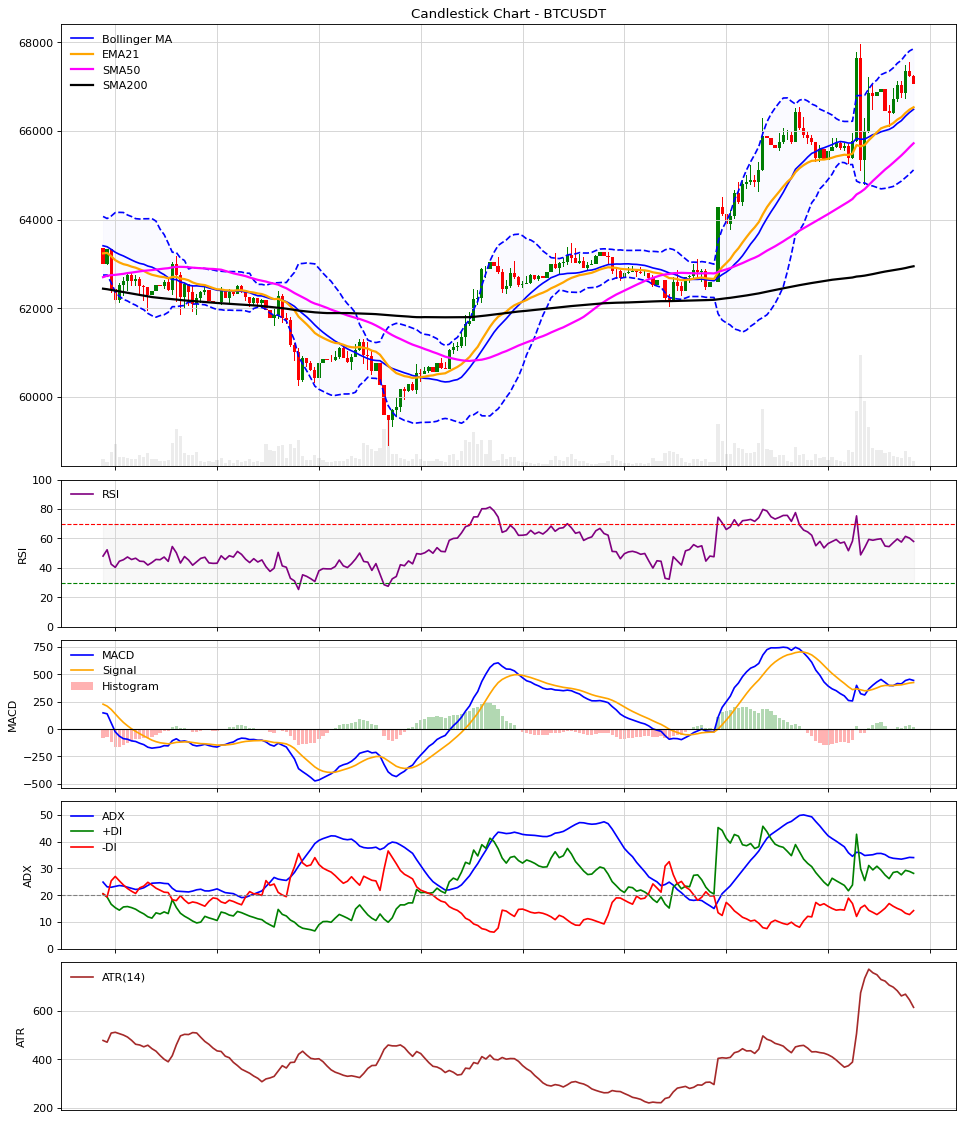 Candlestick Chart - BTCUSDT
68000
66000
64000
62000
60000
Bollinger MA
EMA21
SMA50
SMA200
100
80
60
40
20
0
RSI
RSI
750
500
250
0
−250
−500
MACD
MACD
Signal
Histogram
50
40
30
20
10
0
ADX
ADX
+DI
-DI
600
400
200
ATR
ATR(14)